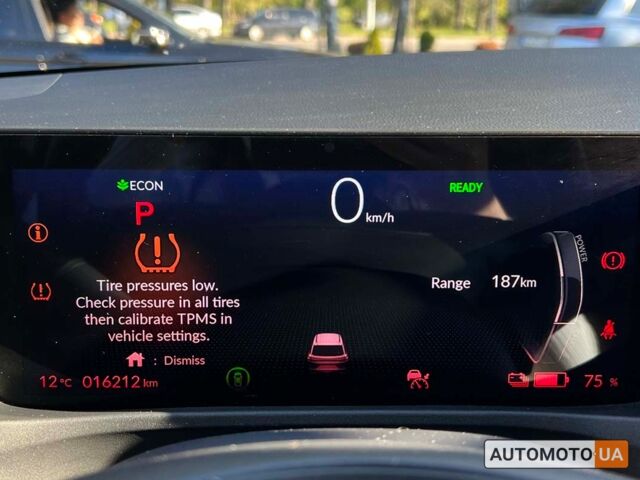 ECON
READY
P
0 km/h
POWER
Tire pressures low.
Check pressure in all tires
then calibrate TPMS in
vehicle settings.
Range 187km
: Dismiss
12°C 016212 km
75 %
AUTOMOTO UA